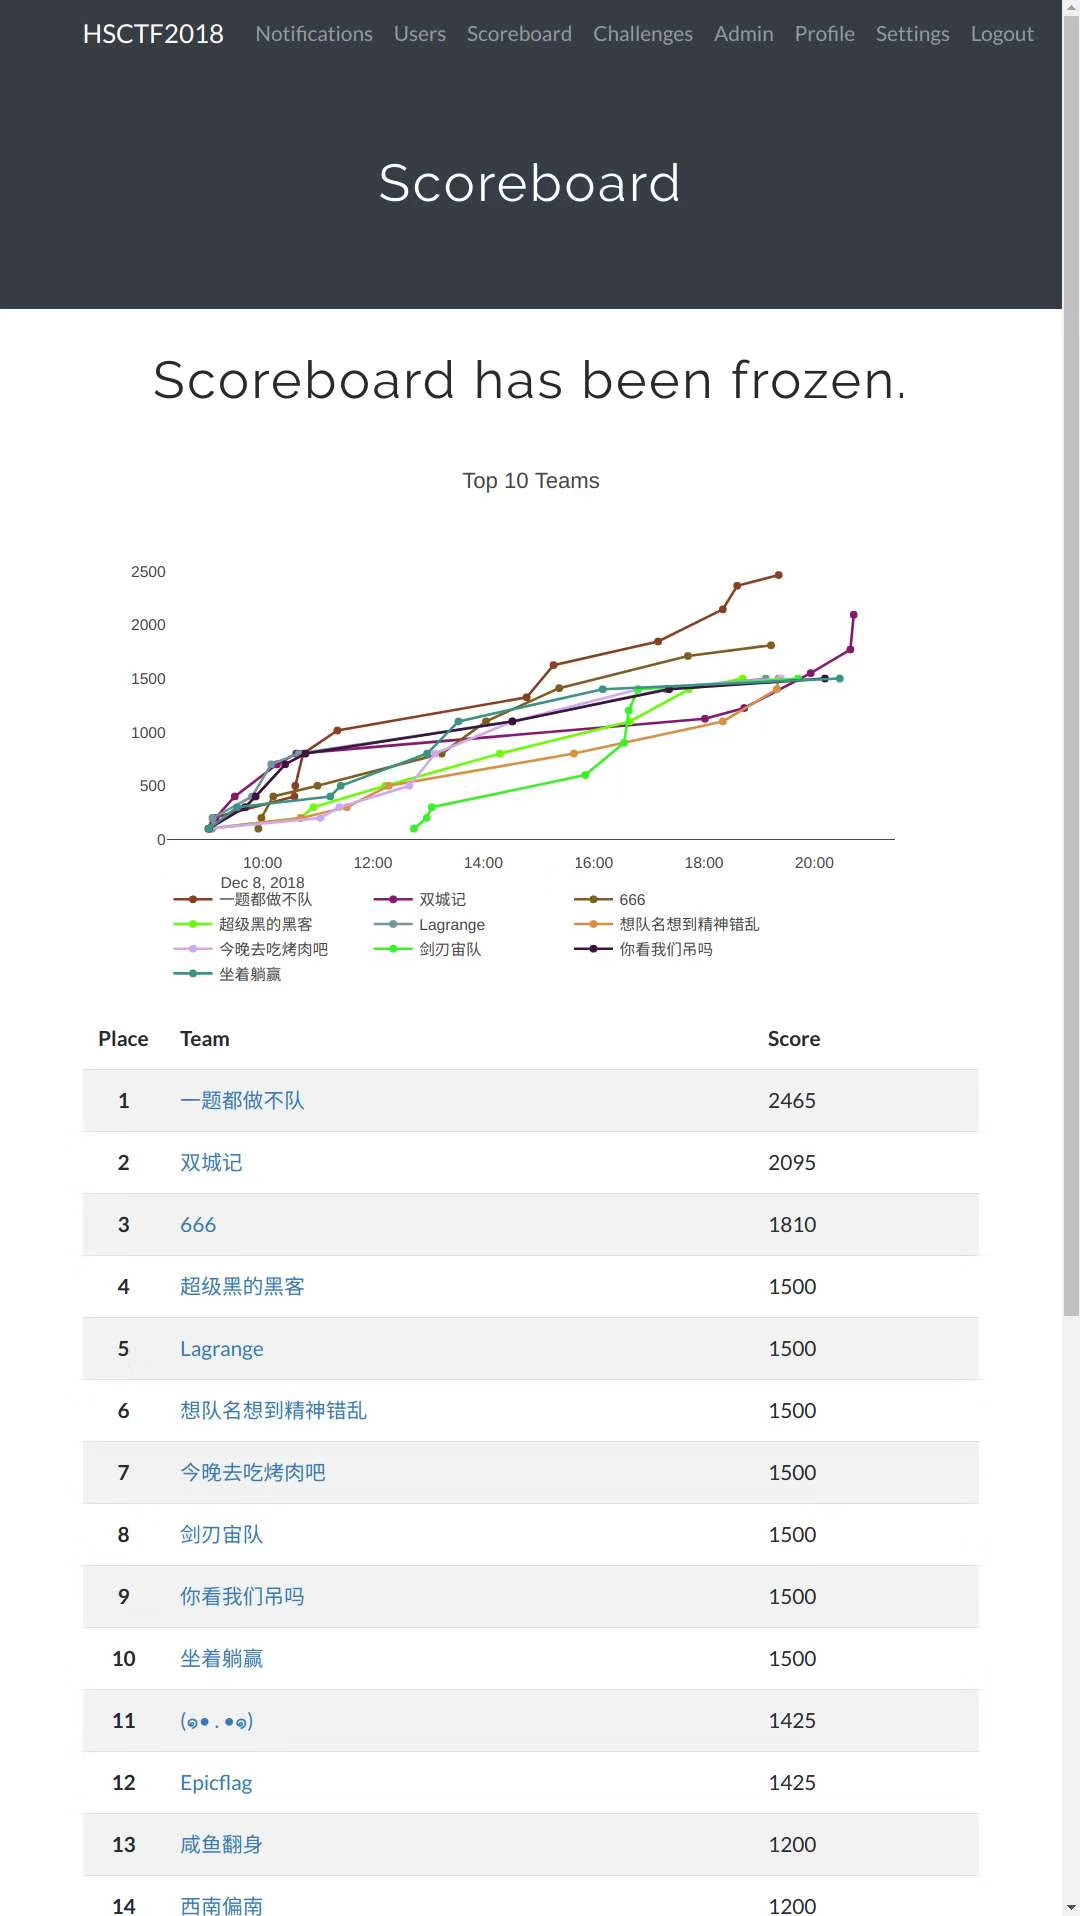 HSCTF2018 Notifications Users Scoreboard Challenges Admin Profile Settings Logout
Scoreboard
Scoreboard has been frozen.
Top 10 Teams
2500
2000
1500
1000
500
0
10:00 12:00 14:00 16:00 18:00 20:00
Dec 8, 2018
一题都做不队 双城记 666
超级黑的黑客 Lagrange 想队名想到精神错乱
今晚去吃烤肉吧 剑刃宙队 你看我们吊吗
坐着躺赢
Place Team Score
1 一题都做不队 2465
2 双城记 2095
3 666 1810
4 超级黑的黑客 1500
5 Lagrange 1500
6 想队名想到精神错乱 1500
7 今晚去吃烤肉吧 1500
8 剑刃宙队 1500
9 你看我们吊吗 1500
10 坐着躺赢 1500
11 (๑• . •๑) 1425
12 Epicflag 1425
13 咸鱼翻身 1200
14 西南偏南 1200